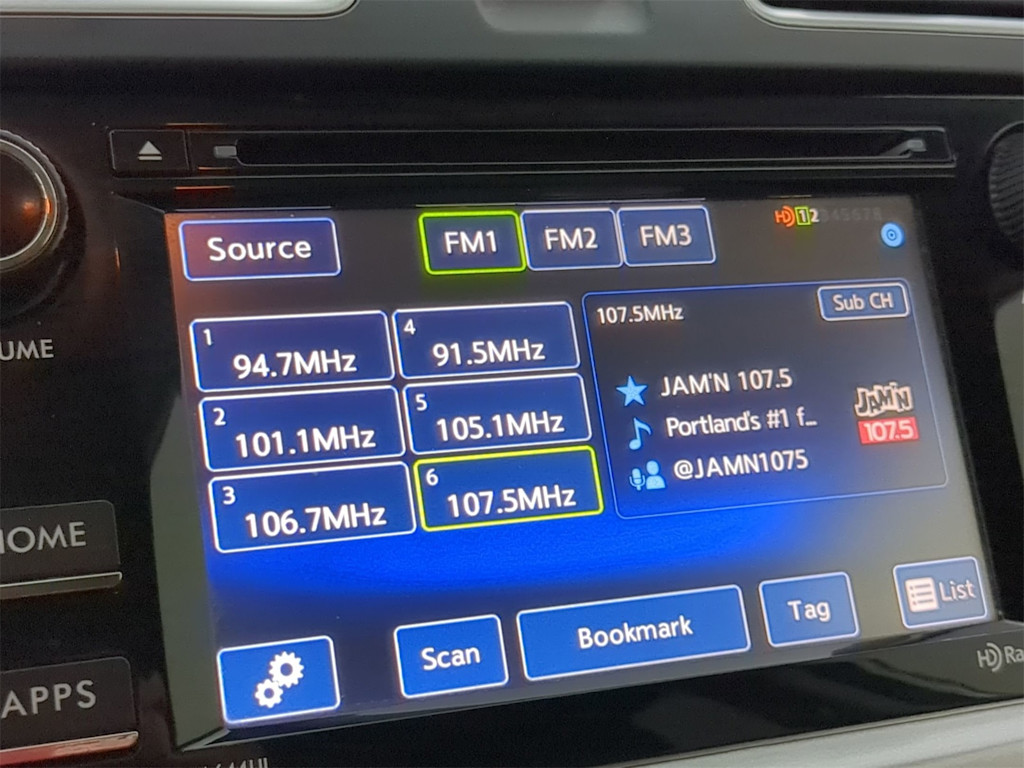 Source
FM1
FM2
FM3
HD 1 2345678
107.5MHz
Sub CH
1
94.7MHz
4
91.5MHz
2
101.1MHz
5
105.1MHz
3
106.7MHz
6
107.5MHz
JAM'N 107.5
Portland's #1 f...
@JAMN1075
JAM'N
107.5
Scan
Bookmark
Tag
List
UME
HOME
APPS
HD Ra